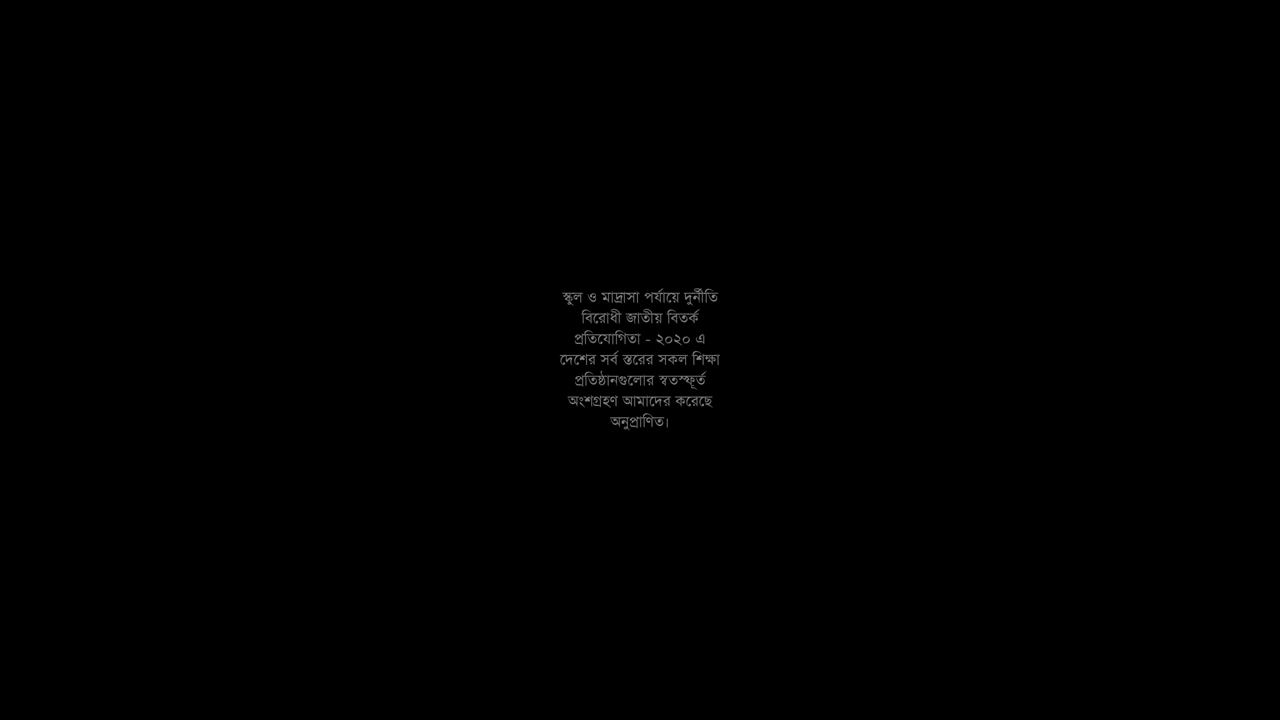 স্কুল ও মাদ্রাসা পর্যায়ে দুর্নীতি
বিরোধী জাতীয় বিতর্ক
প্রতিযোগিতা - ২০২০ এ
দেশের সর্ব স্তরের সকল শিক্ষা
প্রতিষ্ঠানগুলোর স্বতস্ফূর্ত
অংশগ্রহণ আমাদের করেছে
অনুপ্রাণিত।